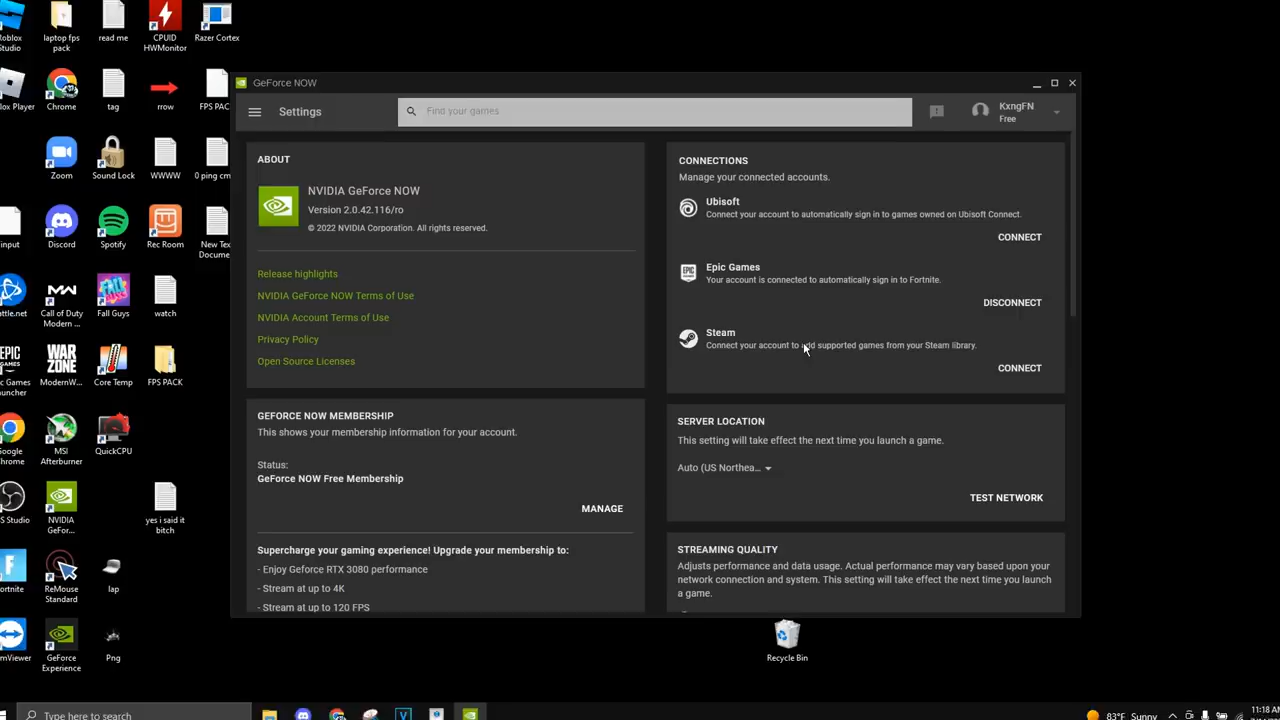 Roblox
Studio
laptop fps
pack
read me
CPUID
HWMonitor
Razer Cortex
GeForce NOW
Settings
Find your games
KxngFN
Free
blox Player
Chrome
tag
rrow
FPS PAC
ABOUT
NVIDIA GeForce NOW
Version 2.0.42.116/ro
© 2022 NVIDIA Corporation. All rights reserved.
Release highlights
NVIDIA GeForce NOW Terms of Use
NVIDIA Account Terms of Use
Privacy Policy
Open Source Licenses
CONNECTIONS
Manage your connected accounts.
Ubisoft
Connect your account to automatically sign in to games owned on Ubisoft Connect.
CONNECT
Epic Games
Your account is connected to automatically sign in to Fortnite.
DISCONNECT
Steam
Connect your account to add supported games from your Steam library.
CONNECT
Zoom
Sound Lock
WWWW
0 ping cm
input
Discord
Spotify
Rec Room
New Tex
Docume
attle.net
Call of Duty
Modern ...
Fall Guys
watch
EPIC
GAMES
WAR
ZONE
pic Games
auncher
ModernW...
Core Temp
FPS PACK
GEFORCE NOW MEMBERSHIP
This shows your membership information for your account.
Status:
GeForce NOW Free Membership
MANAGE
Supercharge your gaming experience! Upgrade your membership to:
- Enjoy Geforce RTX 3080 performance
- Stream at up to 4K
- Stream at up to 120 FPS
SERVER LOCATION
This setting will take effect the next time you launch a game.
Auto (US Northea...
TEST NETWORK
STREAMING QUALITY
Adjusts performance and data usage. Actual performance may vary based upon your
network connection and system. This setting will take effect the next time you launch
a game.
Google
Chrome
MSI
Afterburner
QuickCPU
S Studio
NVIDIA
GeFor...
yes i said it
bitch
ortnite
ReMouse
Standard
lap
mViewer
GeForce
Experience
Png
Recycle Bin
Type here to search
83°F Sunny
11:18 AM